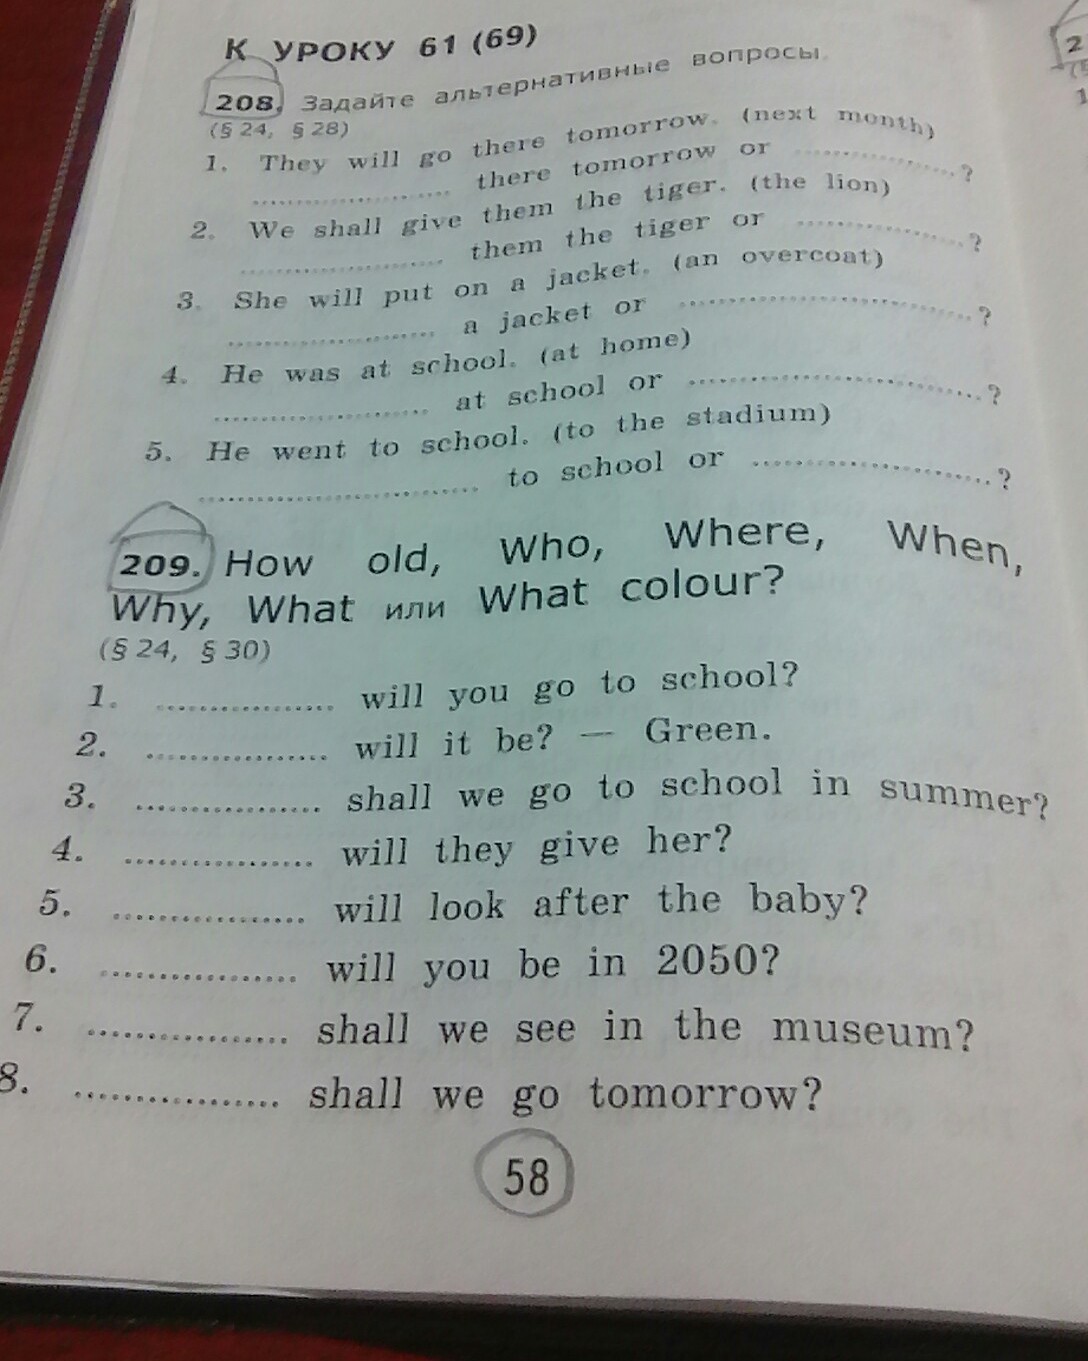 К УРОКУ 61 (69)
208. Задайте альтернативные вопросы.
(§ 24, § 28)
1. They will go there tomorrow. (next month)
.................... there tomorrow or ....................?
2. We shall give them the tiger. (the lion)
.................... them the tiger or ....................?
3. She will put on a jacket. (an overcoat)
.................... a jacket or ....................?
4. He was at school. (at home)
.................... at school or ....................?
5. He went to school. (to the stadium)
.................... to school or ....................?
209. How old, Who, Where, When,
Why, What или What colour?
(§ 24, § 30)
1. .................... will you go to school?
2. .................... will it be? — Green.
3. .................... shall we go to school in summer?
4. .................... will they give her?
5. .................... will look after the baby?
6. .................... will you be in 2050?
7. .................... shall we see in the museum?
8. .................... shall we go tomorrow?
58